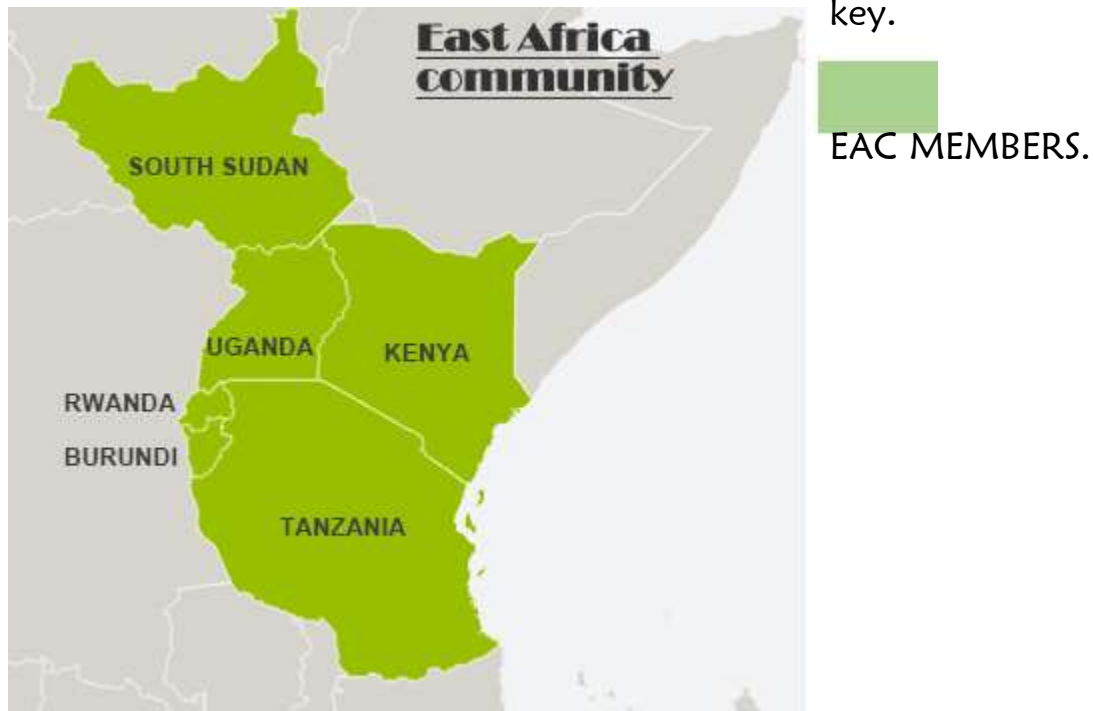 East Africa
community
key.
EAC MEMBERS.
SOUTH SUDAN
UGANDA
KENYA
RWANDA
BURUNDI
TANZANIA